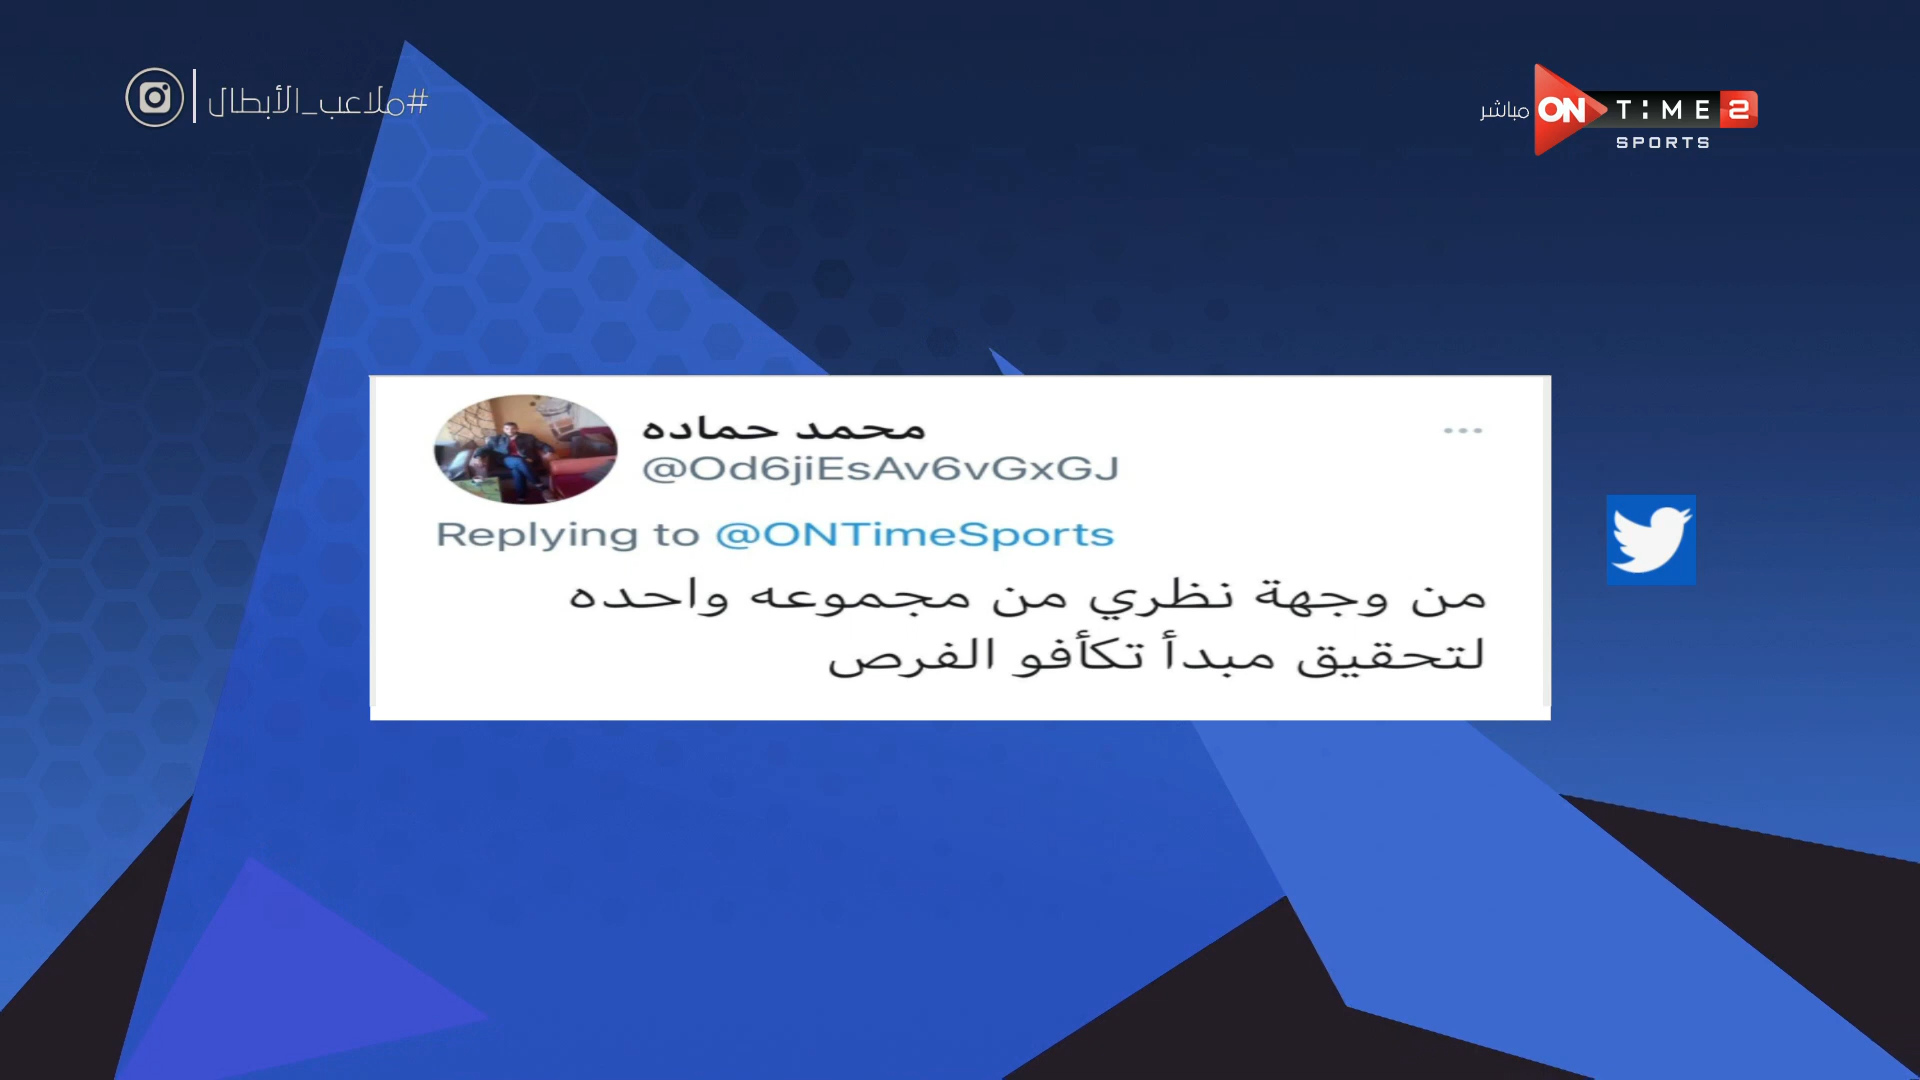 #ملاعب_الأبطال
مباشر ON TIME 2
SPORTS
محمد حماده
@Od6jiEsAv6vGxGJ
Replying to @ONTimeSports
من وجهة نظري من مجموعه واحده
لتحقيق مبدأ تكأفو الفرص